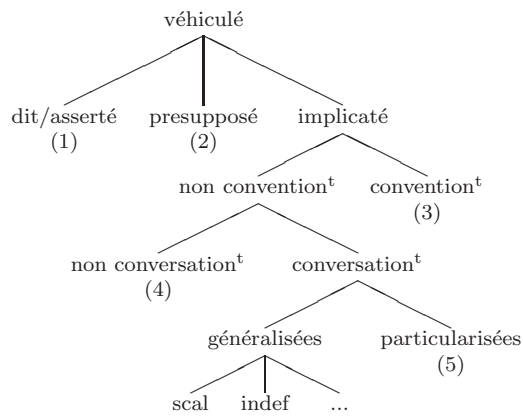 véhiculé
dit/asserté presupposé implicaté
(1) (2)
non convention^t convention^t
(3)
non conversation^t conversation^t
(4)
généralisées particularisées
(5)
scal indef ...